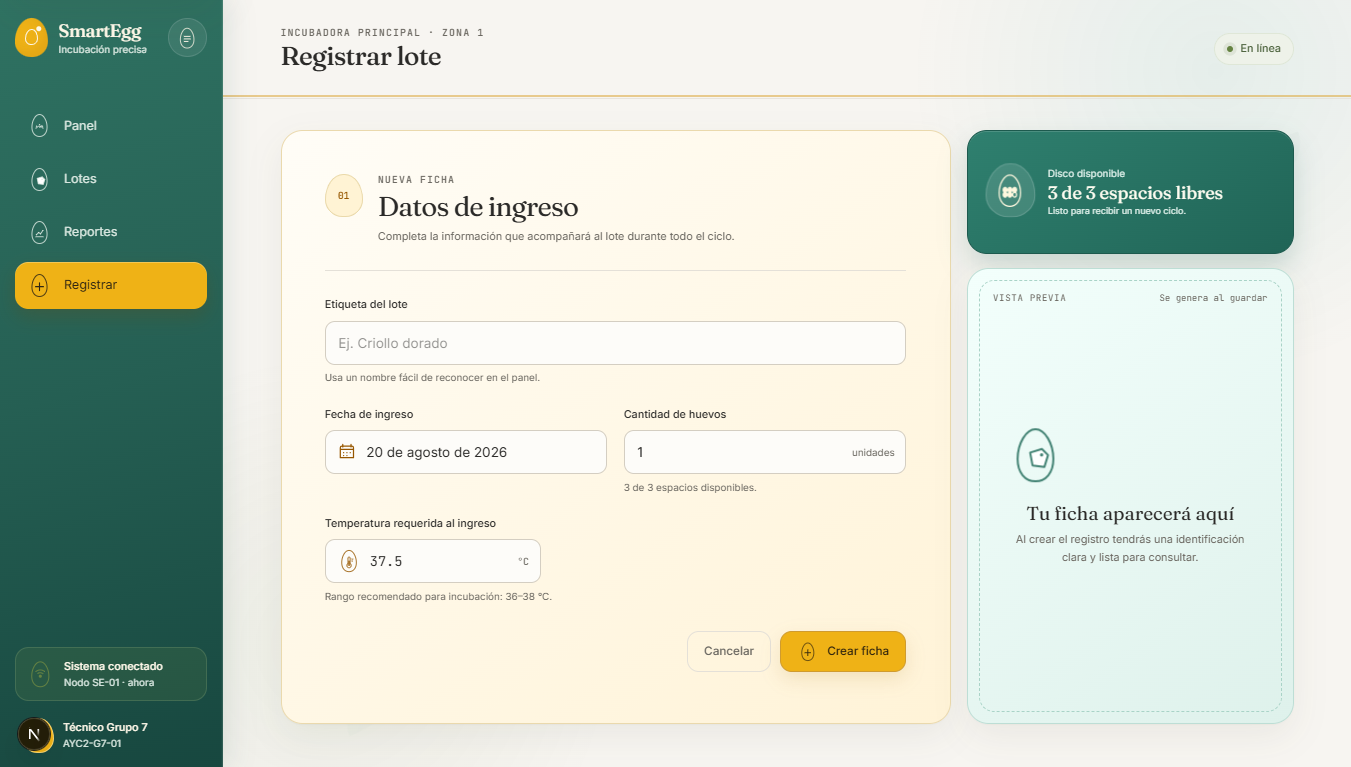 SmartEgg
Incubación precisa
Panel
Lotes
Reportes
Registrar
Sistema conectado
Nodo SE-01 · ahora
N
Técnico Grupo 7
AYC2-G7-01
INCUBADORA PRINCIPAL · ZONA 1
Registrar lote
En línea
01
NUEVA FICHA
Datos de ingreso
Completa la información que acompañará al lote durante todo el ciclo.
Etiqueta del lote
Ej. Criollo dorado
Usa un nombre fácil de reconocer en el panel.
Fecha de ingreso
20 de agosto de 2026
Cantidad de huevos
1 unidades
3 de 3 espacios disponibles.
Temperatura requerida al ingreso
37.5 °C
Rango recomendado para incubación: 36–38 °C.
Cancelar
Crear ficha
Disco disponible
3 de 3 espacios libres
Listo para recibir un nuevo ciclo.
VISTA PREVIA
Se genera al guardar
Tu ficha aparecerá aquí
Al crear el registro tendrás una identificación
clara y lista para consultar.